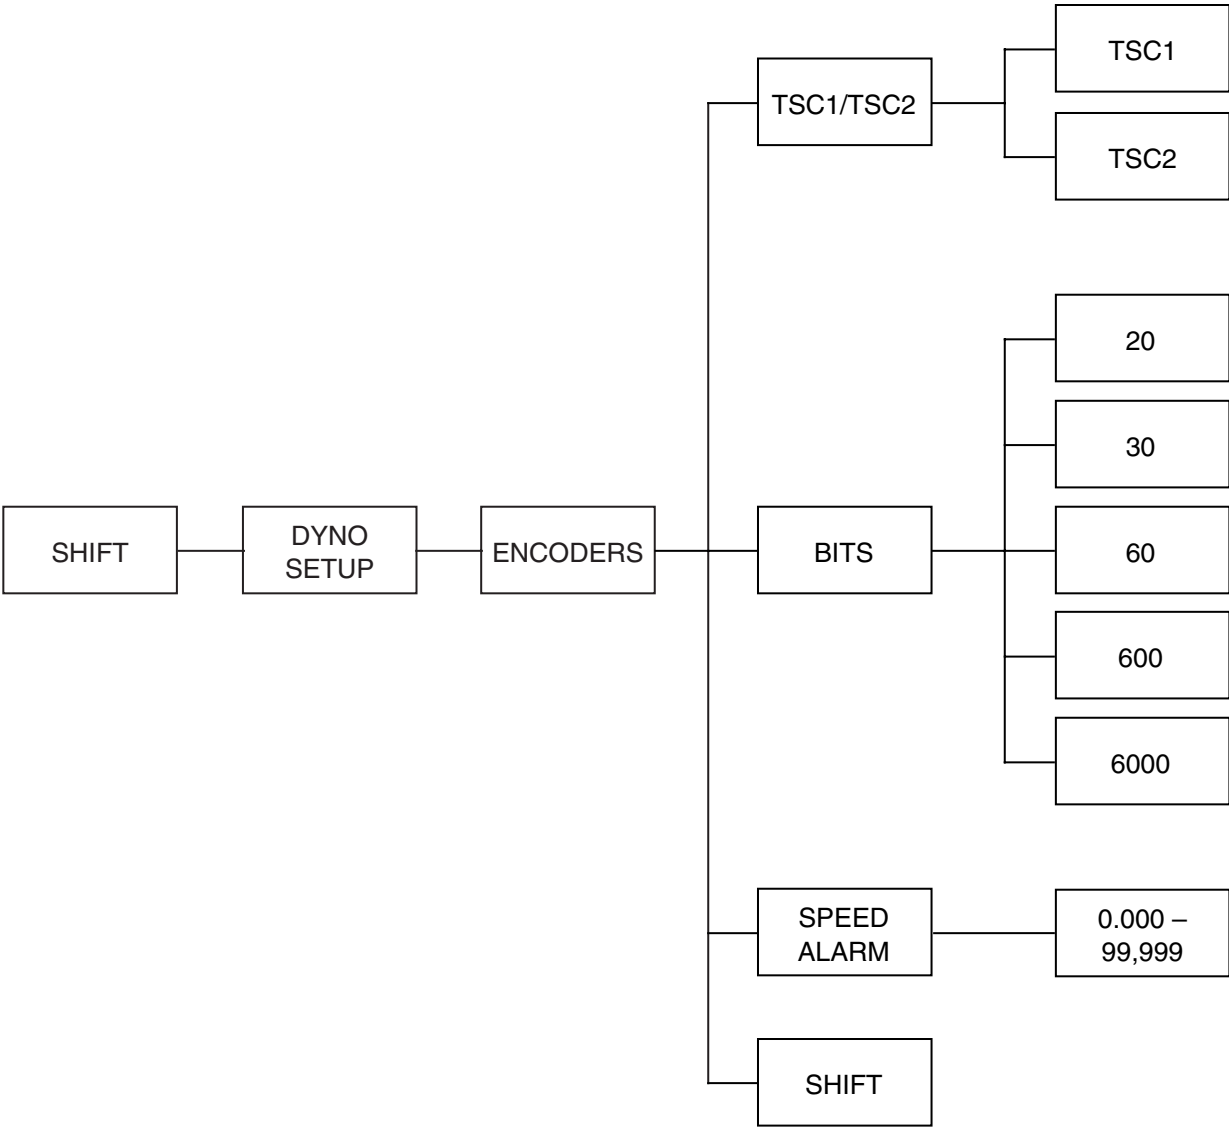 SHIFT
DYNO
SETUP
ENCODERS
TSC1/TSC2
TSC1
TSC2
BITS
20
30
60
600
6000
SPEED
ALARM
0.000 –
99,999
SHIFT